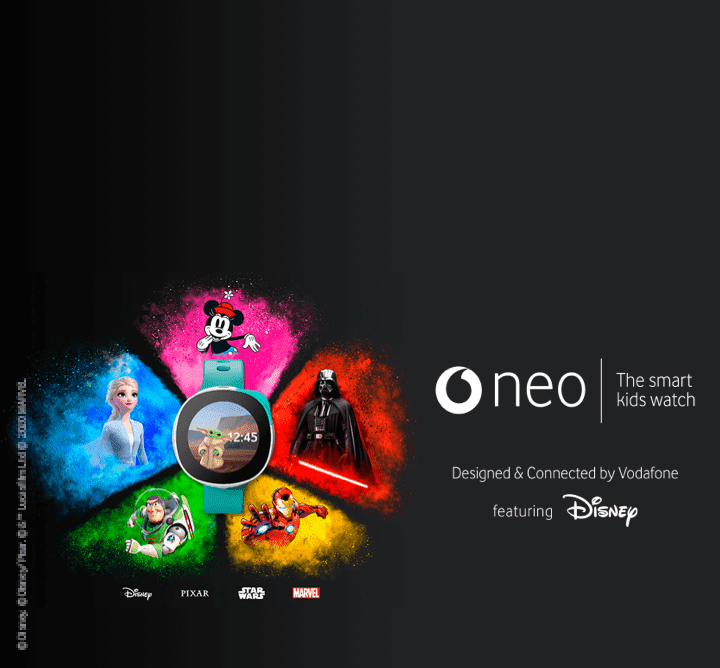 neo
The smart
kids watch
Designed & Connected by Vodafone
featuring Disney
12:45
Disney PIXAR STAR WARS MARVEL
© Disney © Disney/Pixar. © & ™ Lucasfilm Ltd © 2020 MARVEL